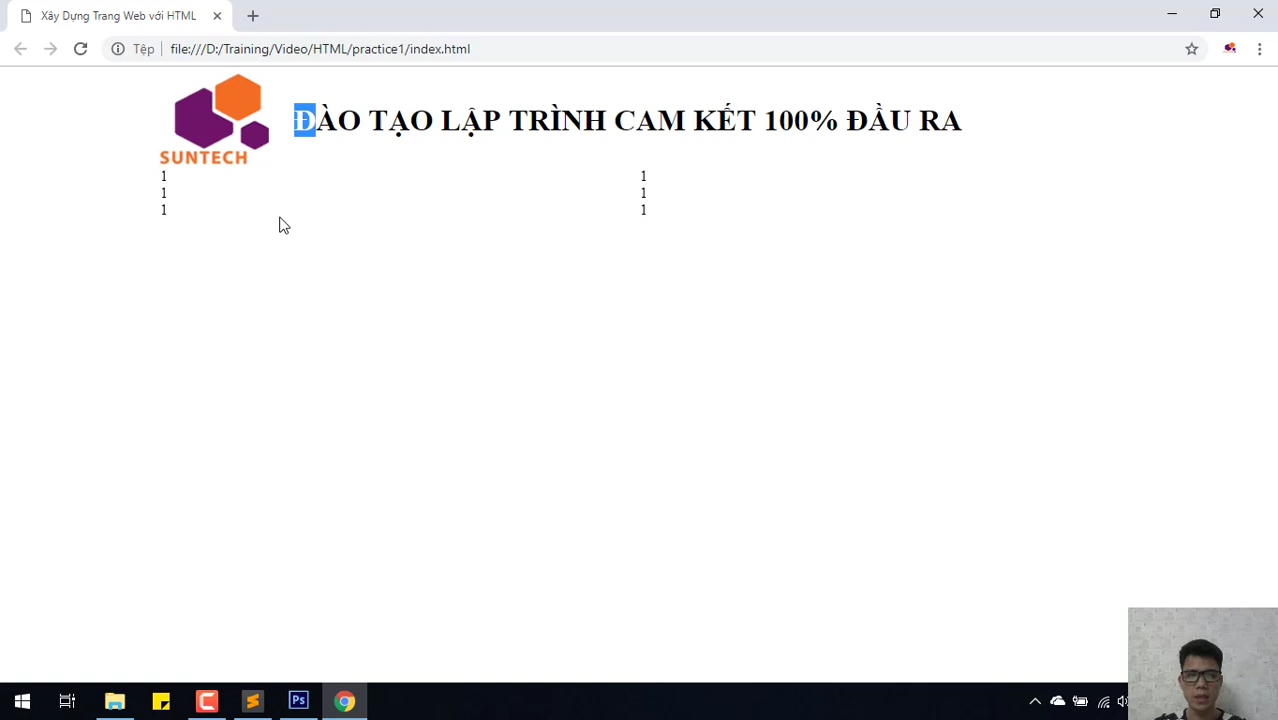 Xây Dựng Trang Web với HTML
Tệp
file:///D:/Training/Video/HTML/practice1/index.html
SUNTECH
ĐÀO TẠO LẬP TRÌNH CAM KẾT 100% ĐẦU RA
1 1
1 1
1 1
Ps